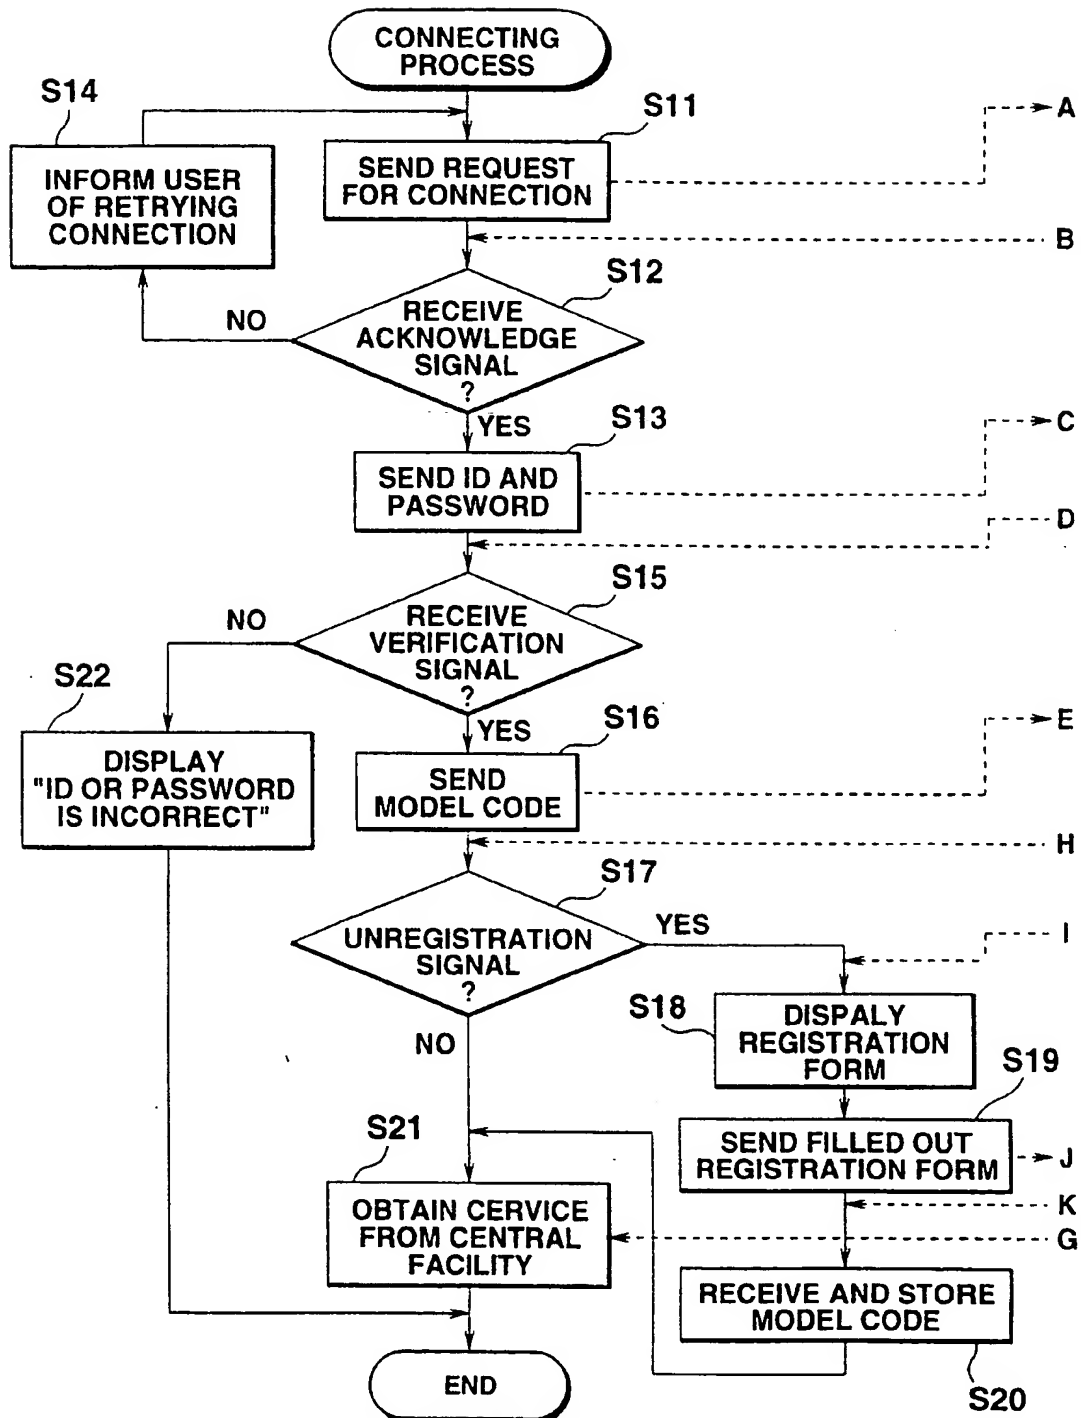 CONNECTING
PROCESS
S14
S11
A
INFORM USER
OF RETRYING
CONNECTION
SEND REQUEST
FOR CONNECTION
B
S12
NO
RECEIVE
ACKNOWLEDGE
SIGNAL
?
YES
S13
C
SEND ID AND
PASSWORD
D
S15
NO
RECEIVE
VERIFICATION
SIGNAL
?
S22
YES
S16
E
DISPLAY
"ID OR PASSWORD
IS INCORRECT"
SEND
MODEL CODE
H
S17
YES
I
UNREGISTRATION
SIGNAL
?
NO
S18
DISPALY
REGISTRATION
FORM
S19
S21
SEND FILLED OUT
REGISTRATION FORM
J
K
OBTAIN CERVICE
FROM CENTRAL
FACILITY
G
RECEIVE AND STORE
MODEL CODE
END
S20